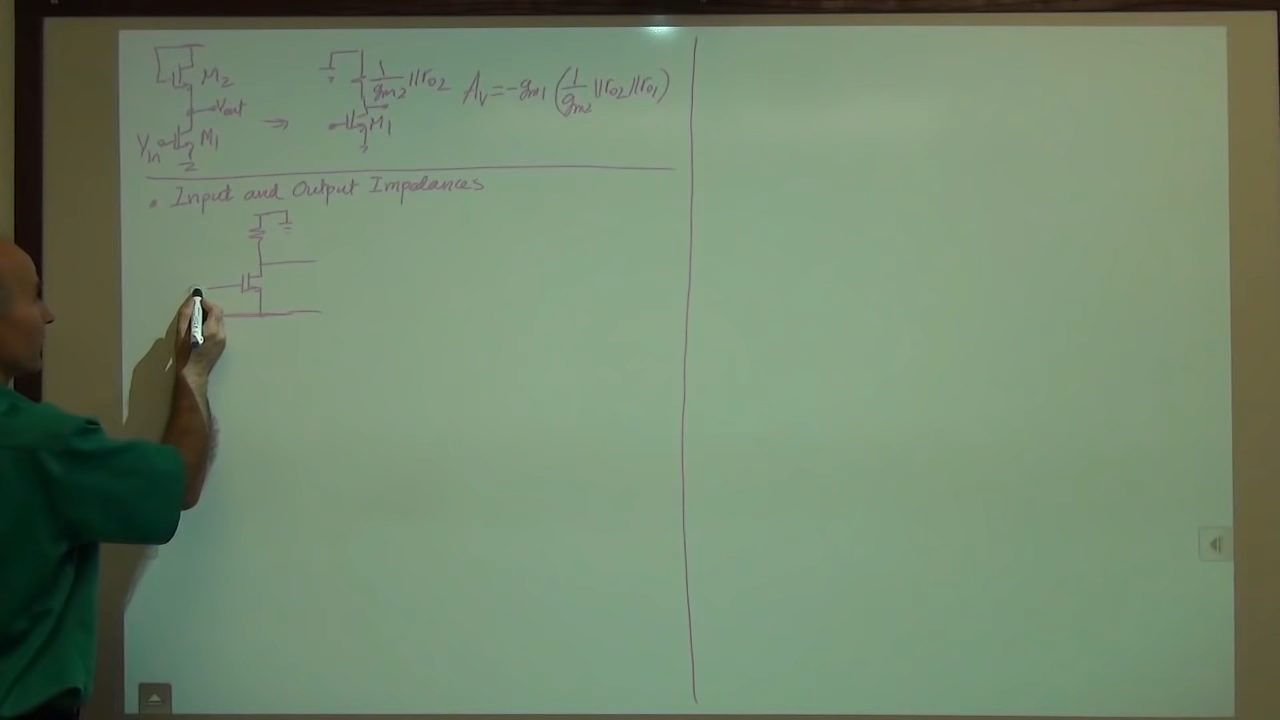 M2
Vout
Vin M1
⇒
1/gm2 || ro2
M1
Av = -gm1 (1/gm2 || ro2 || ro1)
• Input and Output Impedances